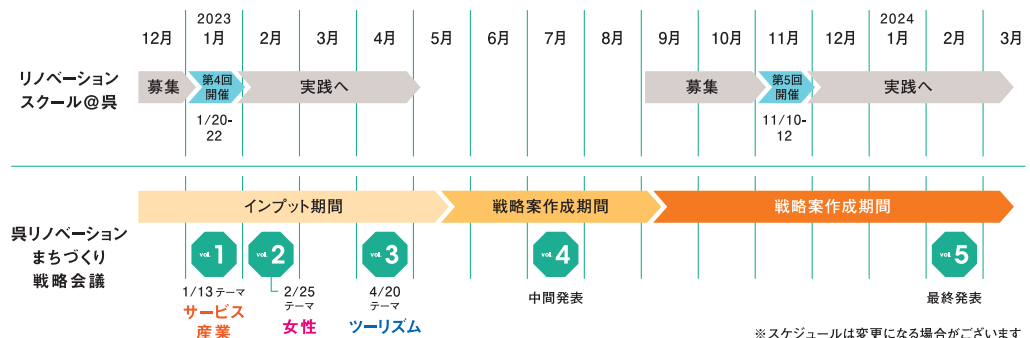 2023
2024
12月
1月
2月
3月
4月
5月
6月
7月
8月
9月
10月
11月
12月
1月
2月
3月
リノベーション
スクール@呉
募集
第4回
開催
実践へ
募集
第5回
開催
実践へ
1/20-
22
11/10-
12
インプット期間
戦略案作成期間
戦略案作成期間
呉リノベーション
まちづくり
戦略会議
vol. 1
vol. 2
vol. 3
vol. 4
vol. 5
1/13 テーマ
サービス
産業
2/25
テーマ
女性
4/20
テーマ
ツーリズム
中間発表
最終発表
※スケジュールは変更になる場合がございます